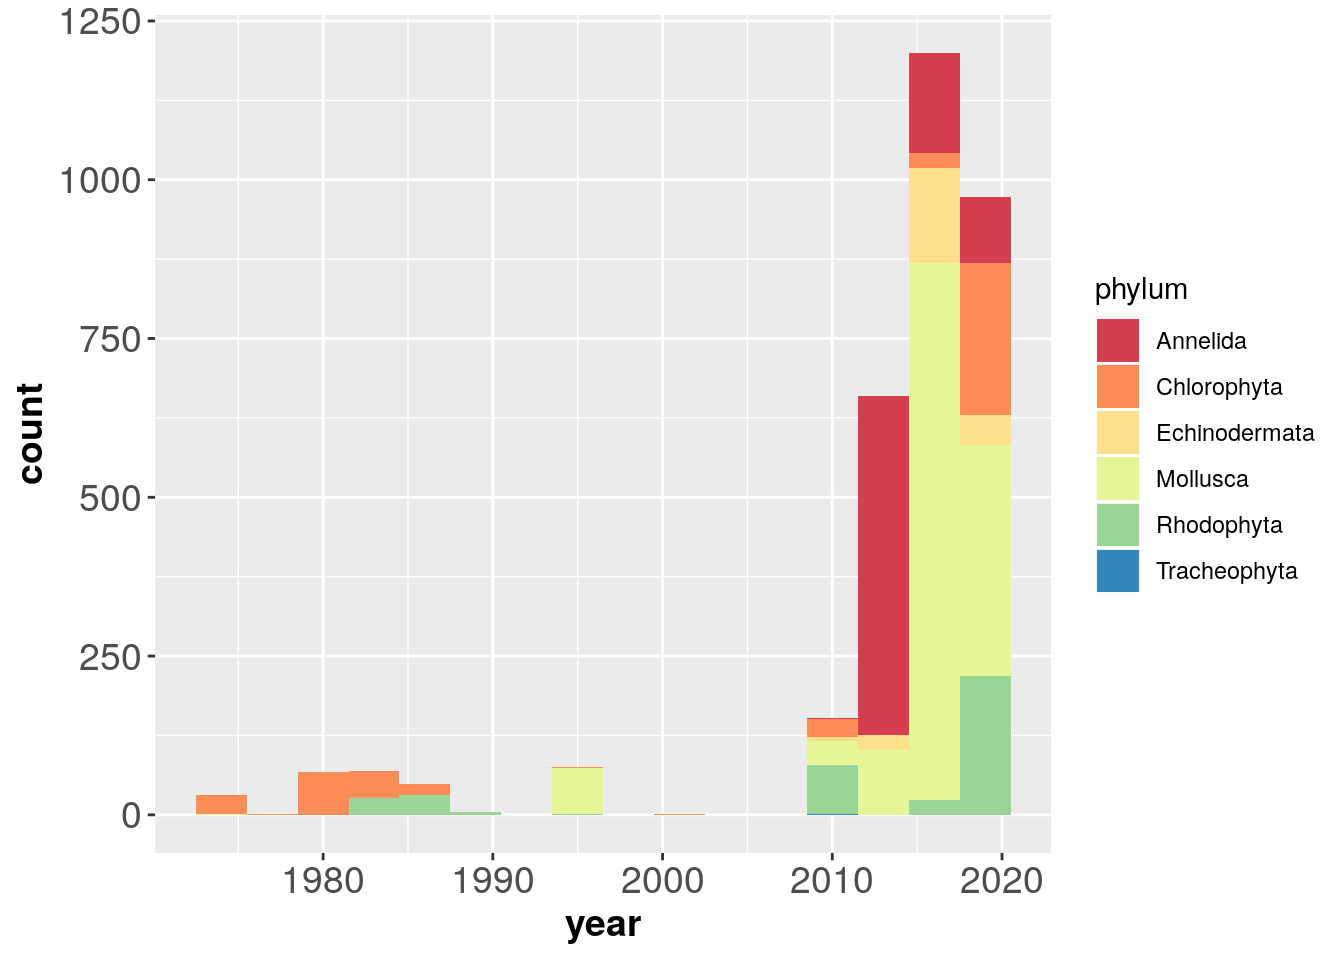 1250
1000
750
500
250
0
count
1980 1990 2000 2010 2020
year
phylum
Annelida
Chlorophyta
Echinodermata
Mollusca
Rhodophyta
Tracheophyta